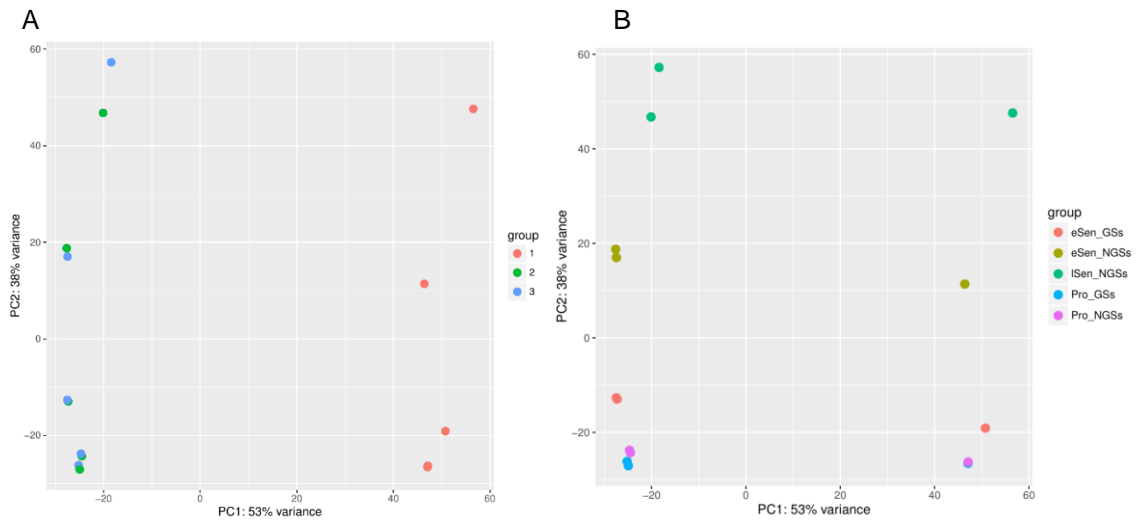 A
B
60
40
20
0
−20
−20
0
20
40
60
PC1: 53% variance
PC2: 38% variance
group
1
2
3
60
40
20
0
−20
−20
0
20
40
60
PC1: 53% variance
PC2: 38% variance
group
eSen_GSs
eSen_NGSs
lSen_NGSs
Pro_GSs
Pro_NGSs